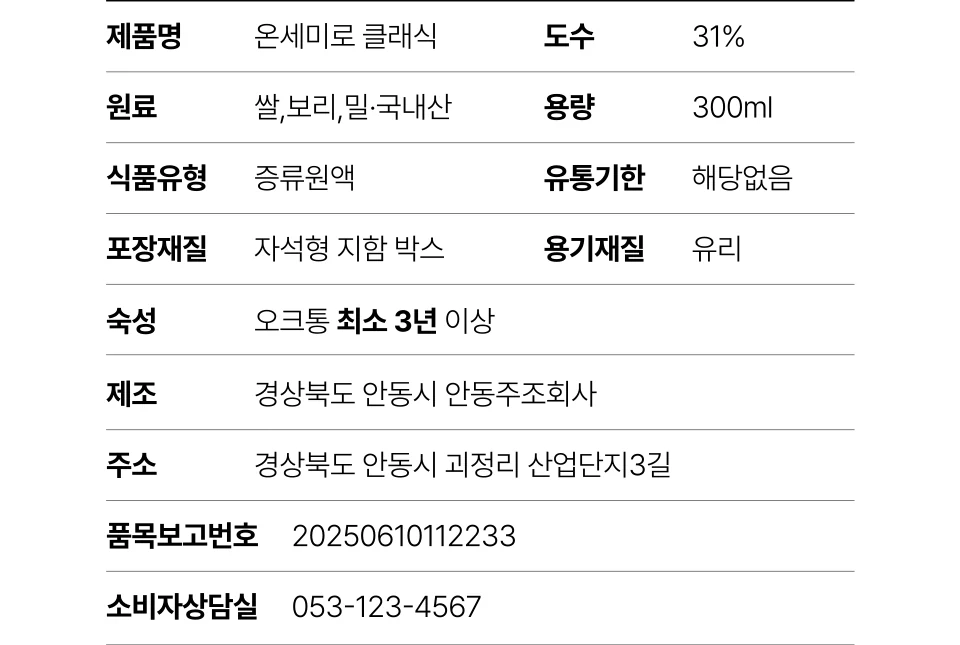 제품명 온세미로 클래식 도수 31%
원료 쌀,보리,밀·국내산 용량 300ml
식품유형 증류원액 유통기한 해당없음
포장재질 자석형 지함 박스 용기재질 유리
숙성 오크통 최소 3년 이상
제조 경상북도 안동시 안동주조회사
주소 경상북도 안동시 괴정리 산업단지3길
품목보고번호 20250610112233
소비자상담실 053-123-4567